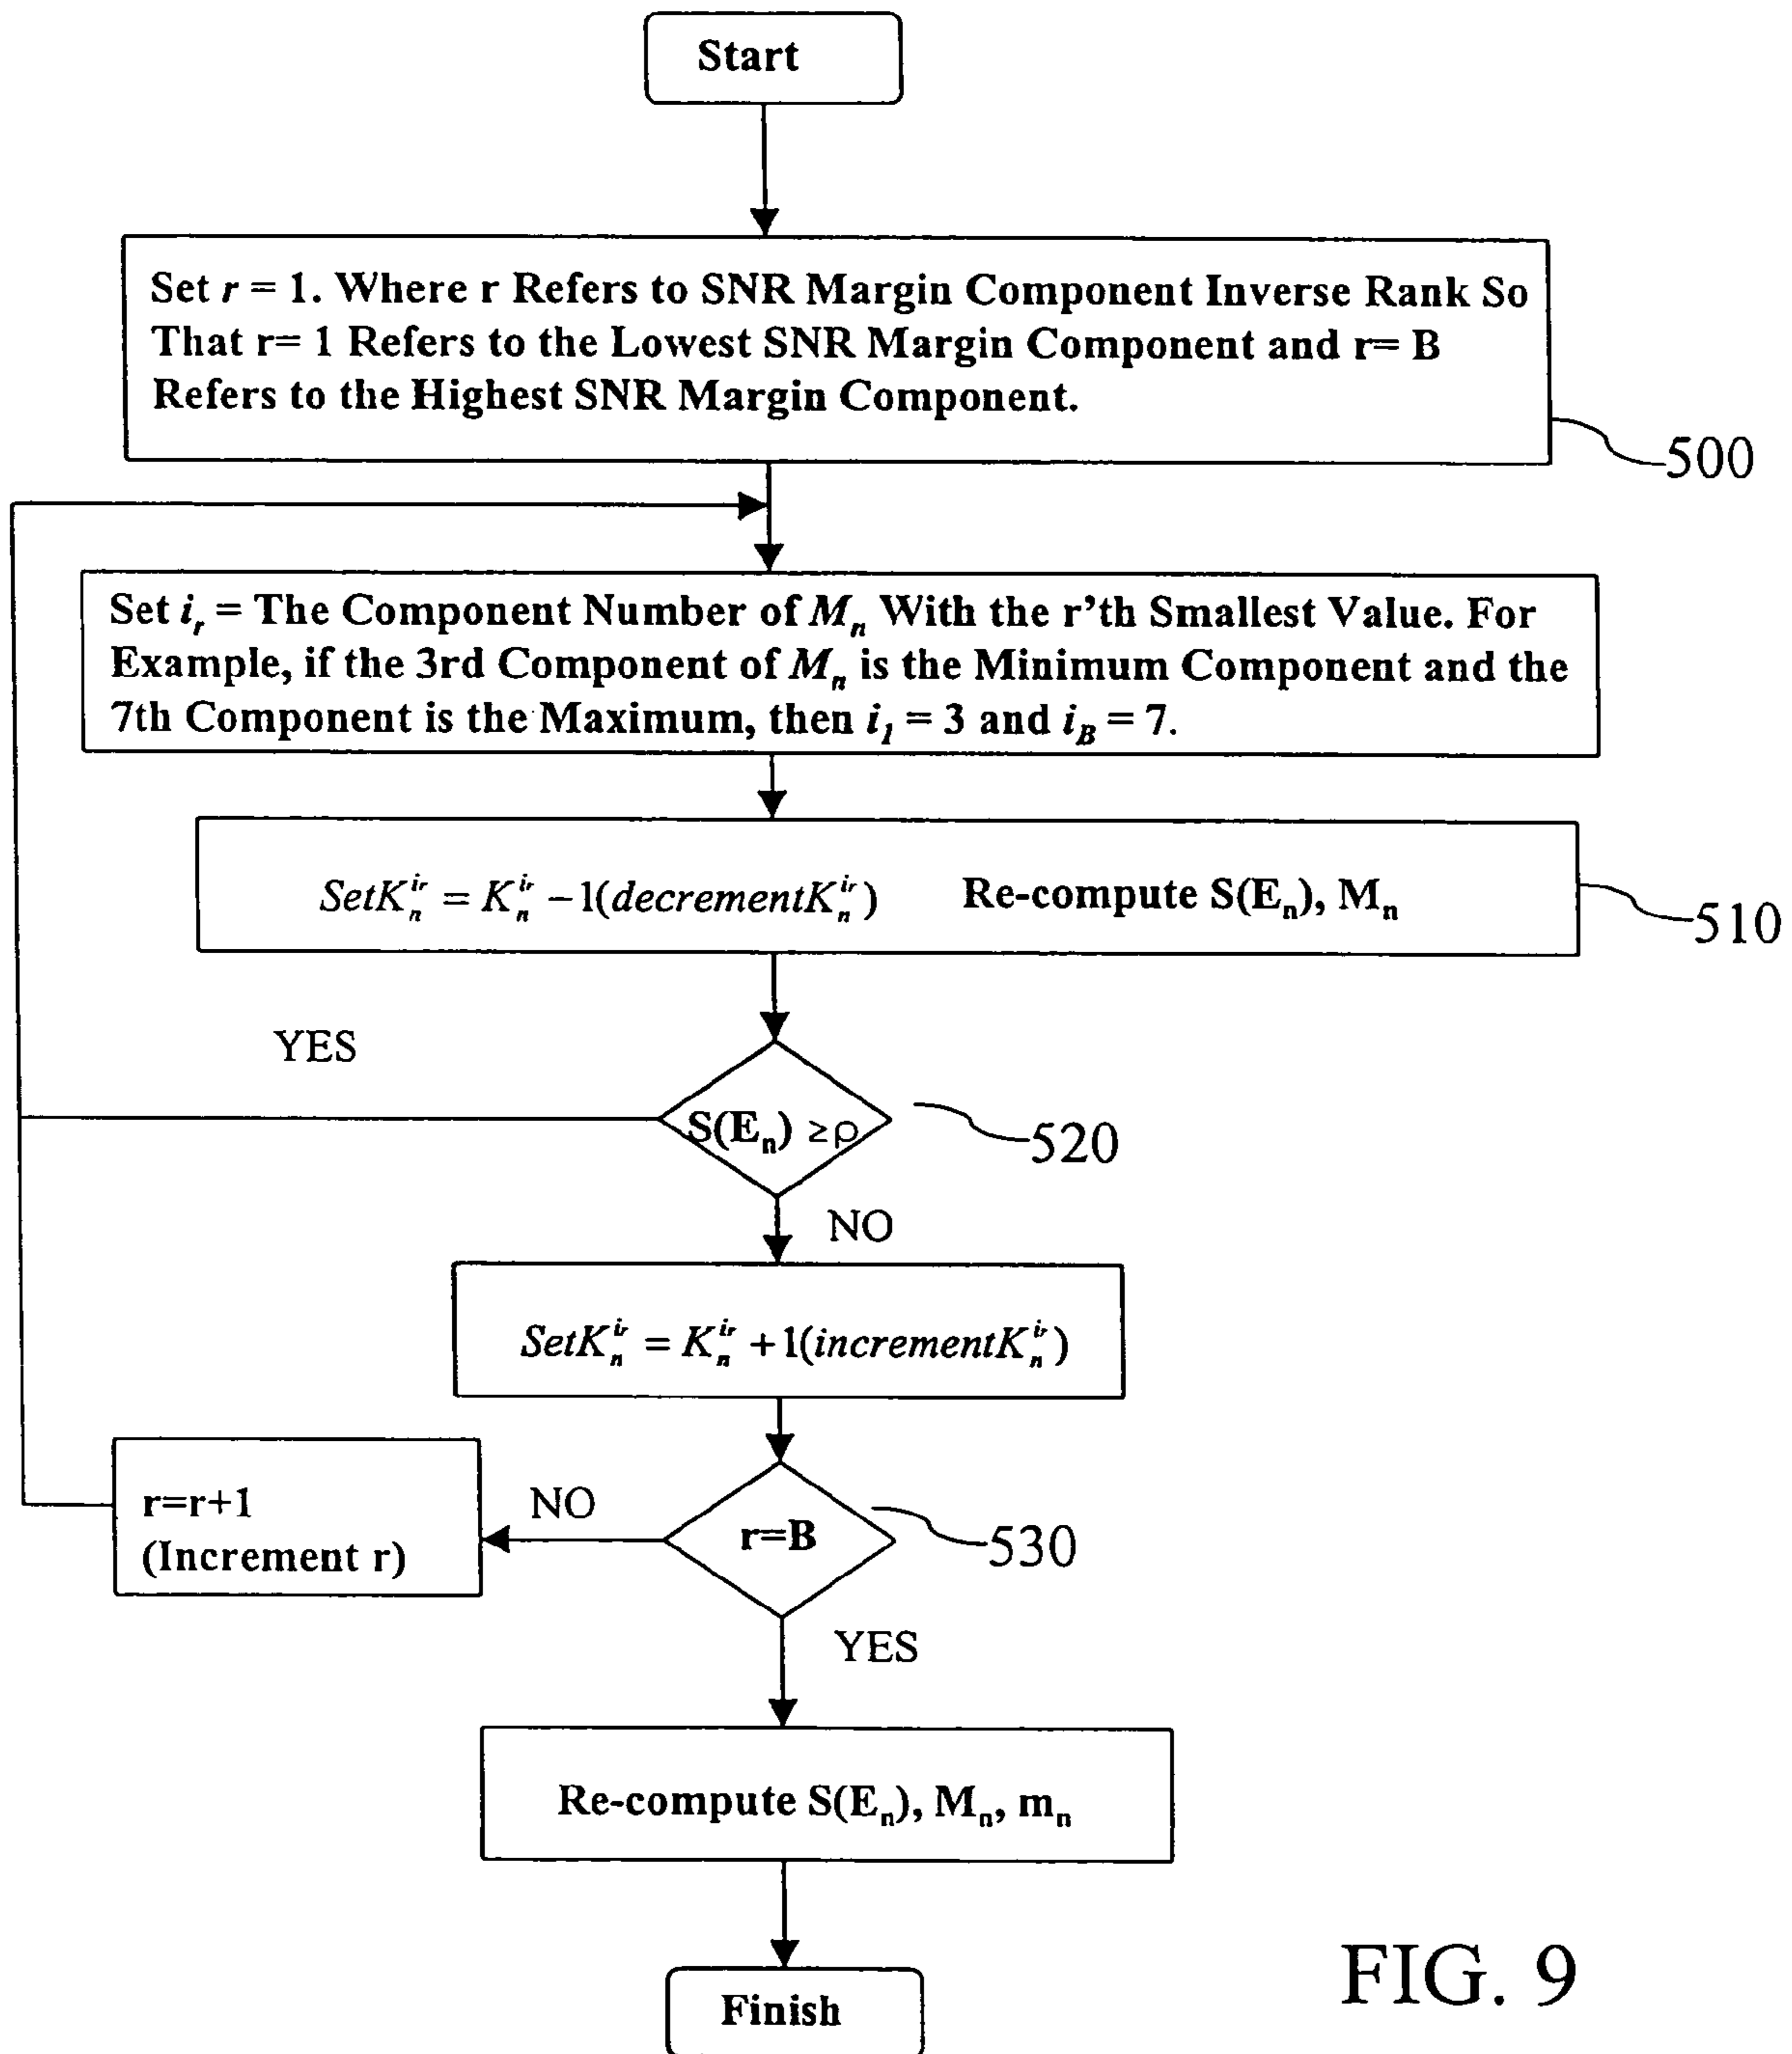 Start
Set r = 1. Where r Refers to SNR Margin Component Inverse Rank So
That r= 1 Refers to the Lowest SNR Margin Component and r= B
Refers to the Highest SNR Margin Component.
500
Set i_r = The Component Number of M_n With the r'th Smallest Value. For
Example, if the 3rd Component of M_n is the Minimum Component and the
7th Component is the Maximum, then i_1 = 3 and i_B = 7.
SetK_n^{ir} = K_n^{ir} − 1(decrementK_n^{ir}) Re-compute S(E_n), M_n
510
YES
S(E_n) ≥ρ
520
NO
SetK_n^{ir} = K_n^{ir} + 1(incrementK_n^{ir})
r=r+1
(Increment r)
NO
r=B
530
YES
Re-compute S(E_n), M_n, m_n
Finish
FIG. 9